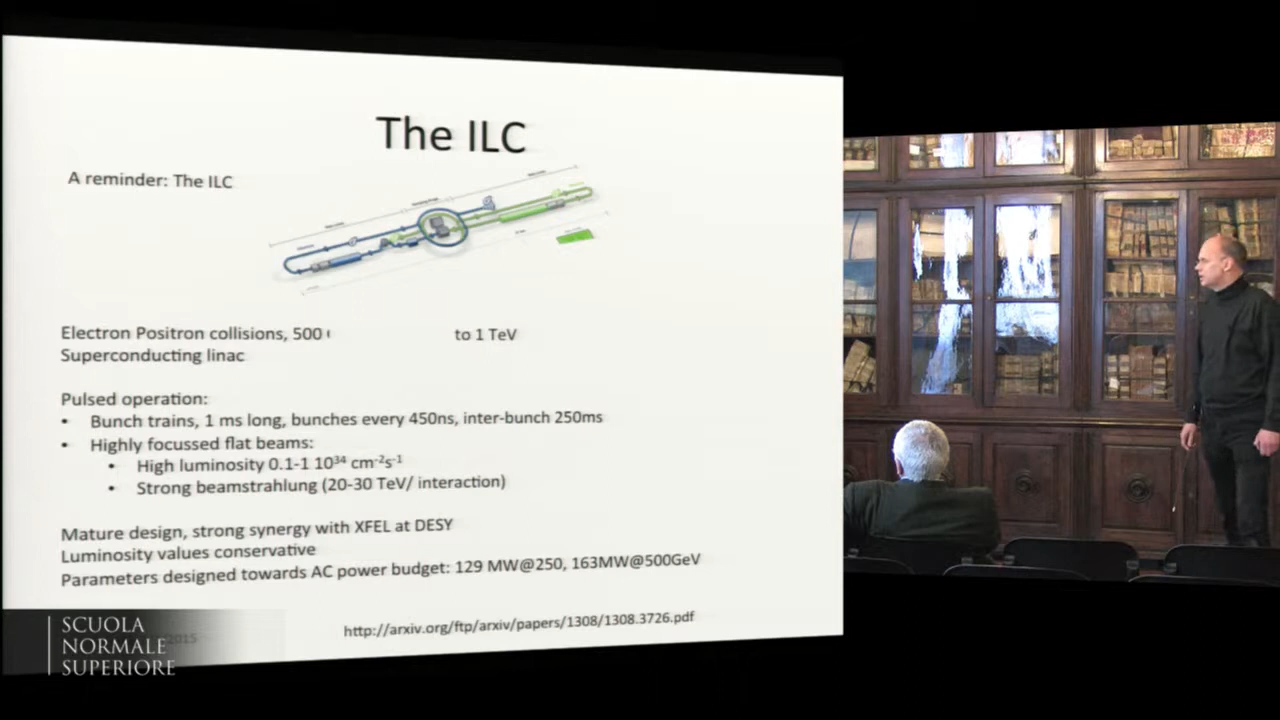 The ILC
A reminder: The ILC
Electron Positron collisions, 500 to 1 TeV
Superconducting linac
Pulsed operation:
• Bunch trains, 1 ms long, bunches every 450ns, inter-bunch 250ms
• Highly focussed flat beams:
• High luminosity 0.1-1 10³⁴ cm⁻²s⁻¹
• Strong beamstrahlung (20-30 TeV/ interaction)
Mature design, strong synergy with XFEL at DESY
Luminosity values conservative
Parameters designed towards AC power budget: 129 MW@250, 163MW@500GeV
http://arxiv.org/ftp/arxiv/papers/1308/1308.3726.pdf
2015
SCUOLA
NORMALE
SUPERIORE